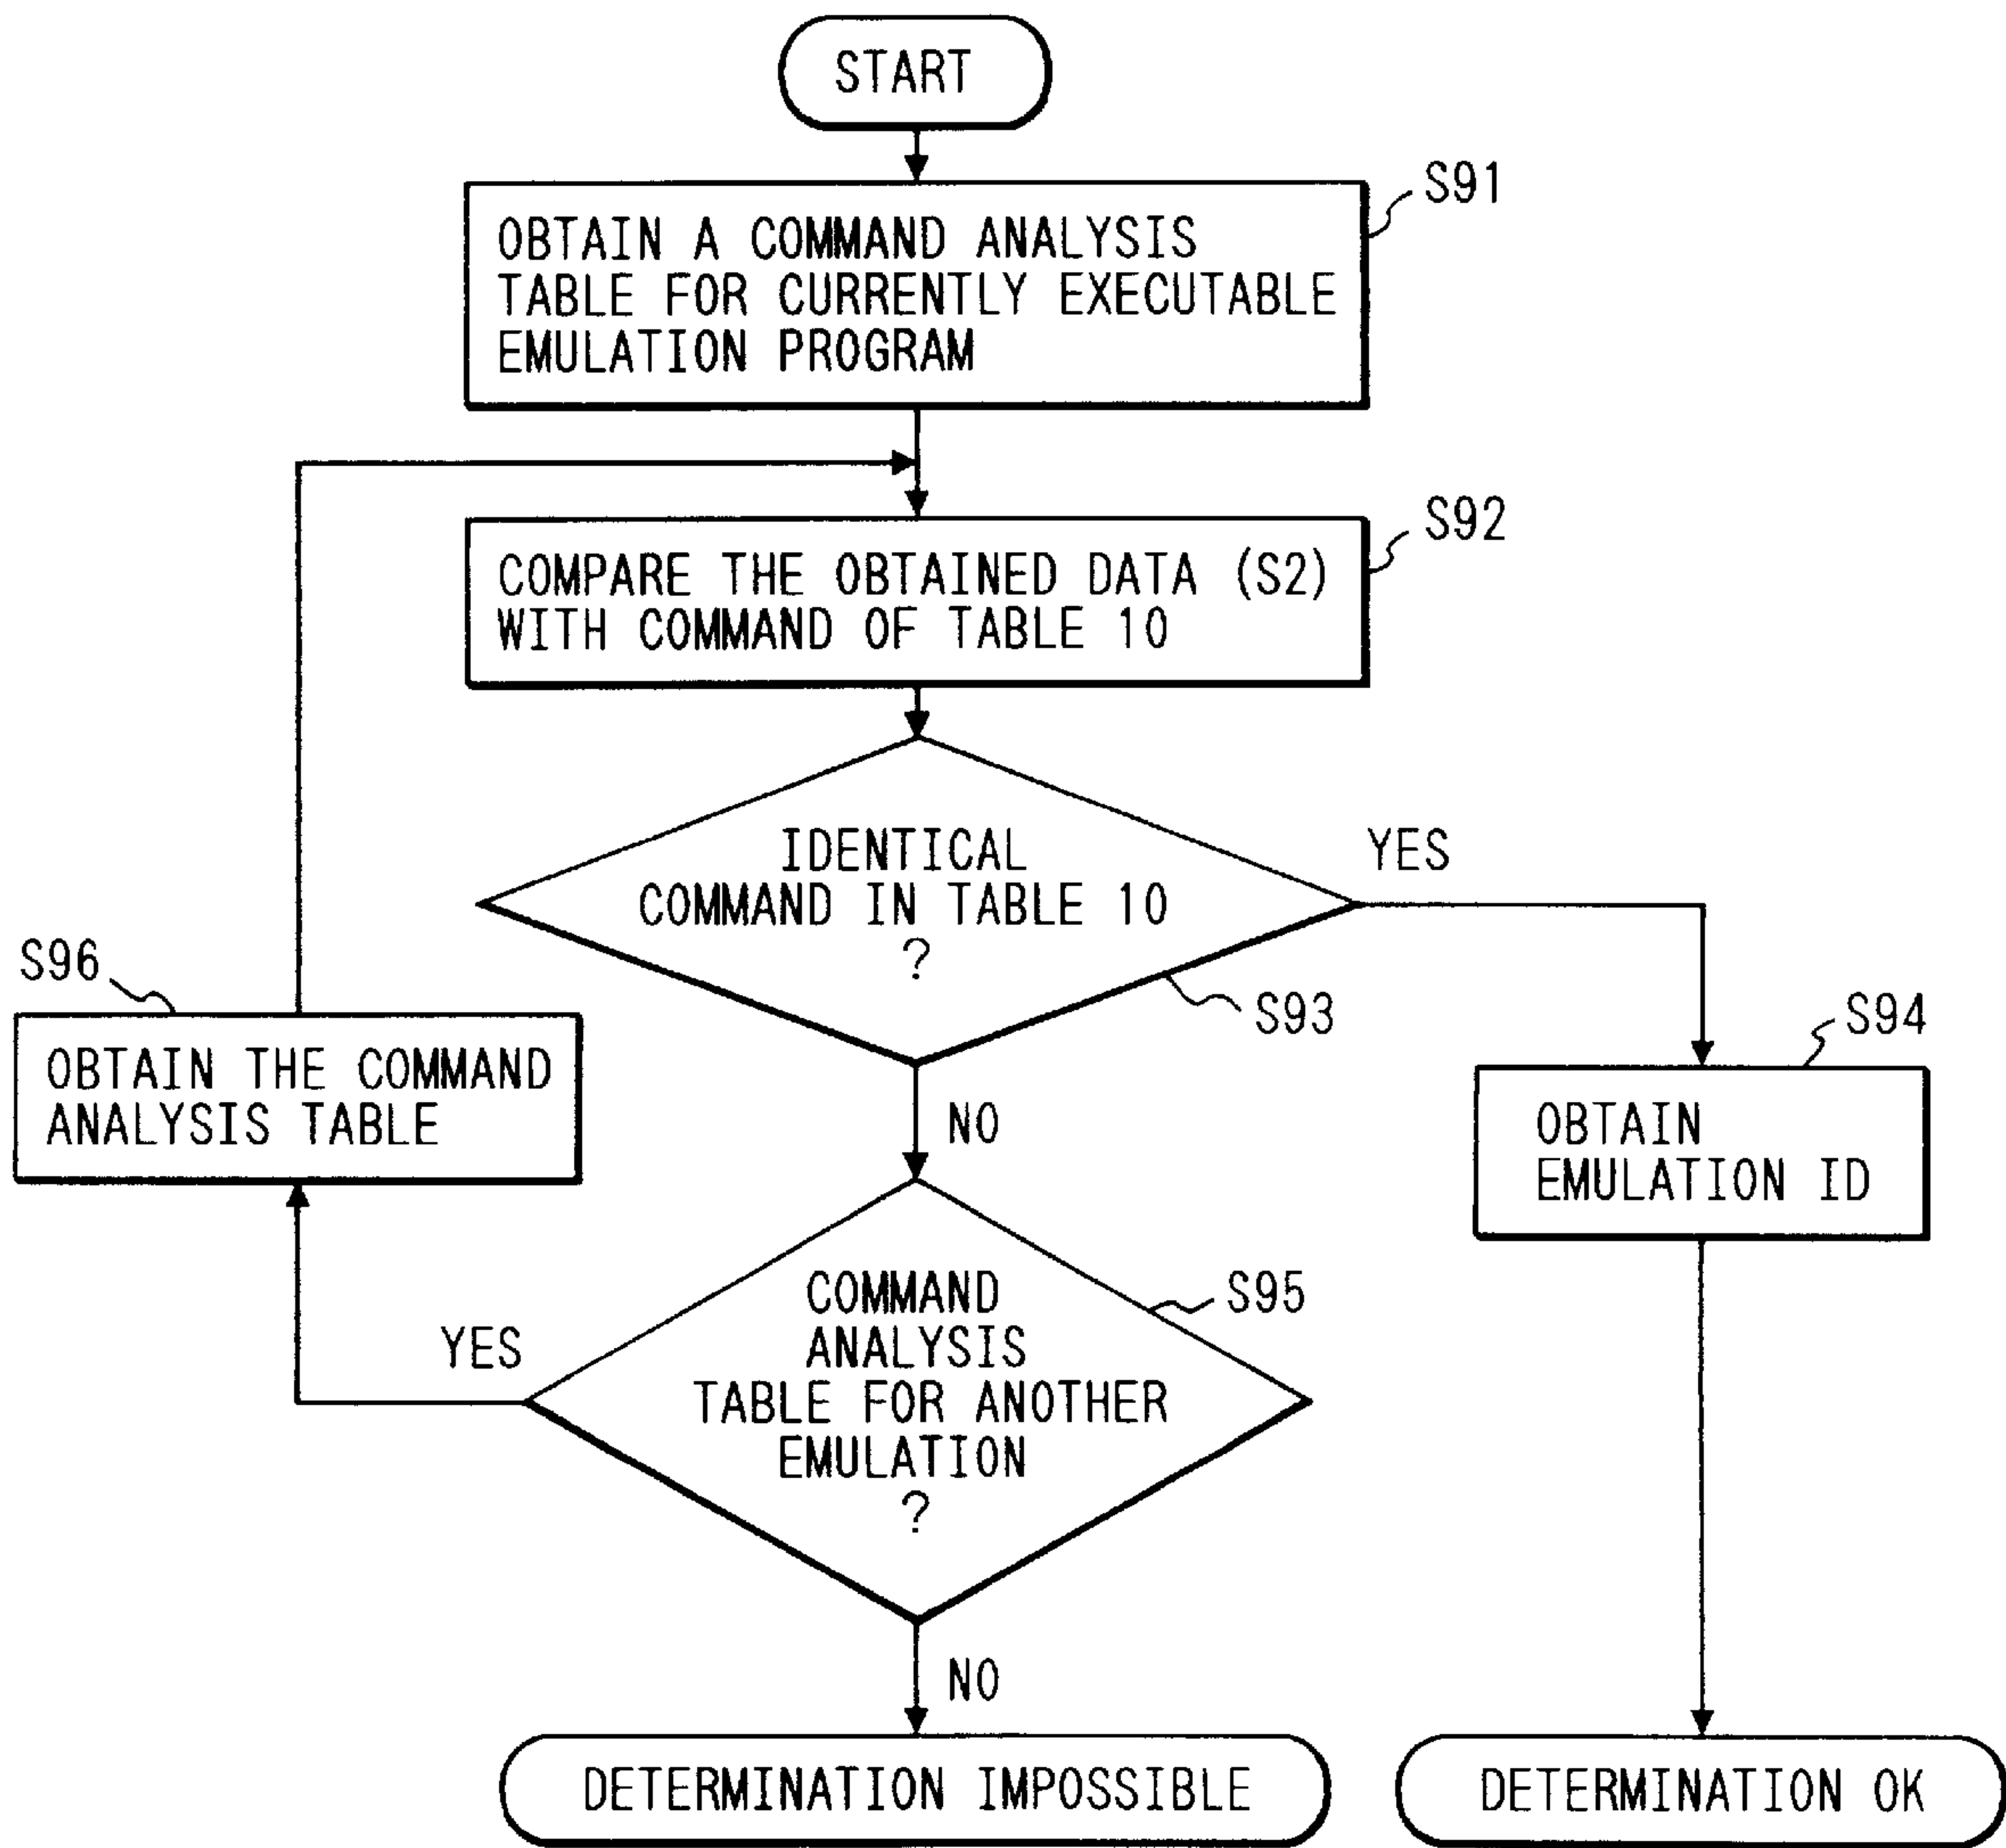 START
S91
OBTAIN A COMMAND ANALYSIS
TABLE FOR CURRENTLY EXECUTABLE
EMULATION PROGRAM
S92
COMPARE THE OBTAINED DATA (S2)
WITH COMMAND OF TABLE 10
IDENTICAL
COMMAND IN TABLE 10
?
YES
S93
NO
S96
OBTAIN THE COMMAND
ANALYSIS TABLE
S94
OBTAIN
EMULATION ID
COMMAND
ANALYSIS
TABLE FOR ANOTHER
EMULATION
?
S95
YES
NO
DETERMINATION IMPOSSIBLE
DETERMINATION OK